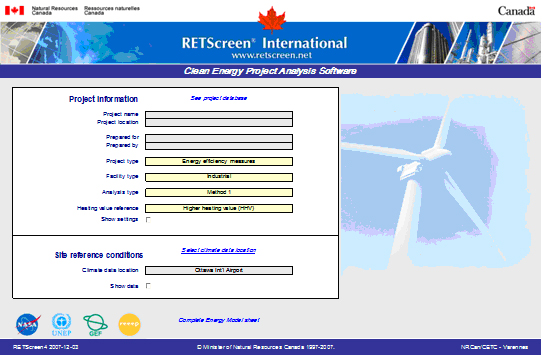 Natural Resources Ressources naturelles
Canada Canada
Canada
RETScreen® International
www.retscreen.net
Clean Energy Project Analysis Software
Project information
See project database
Project name
Project location
Prepared for
Prepared by
Project type Energy efficiency measures
Facility type Industrial
Analysis type Method 1
Heating value reference Higher heating value (HHV)
Show settings
Site reference conditions
Select climate data location
Climate data location Ottawa Int'l Airport
Show data
Complete Energy Model sheet
NASA
UNEP
GEF
RETScreen4 2007-12-03 © Minister of Natural Resources Canada 1997-2007. NRCan/CETC - Varennes